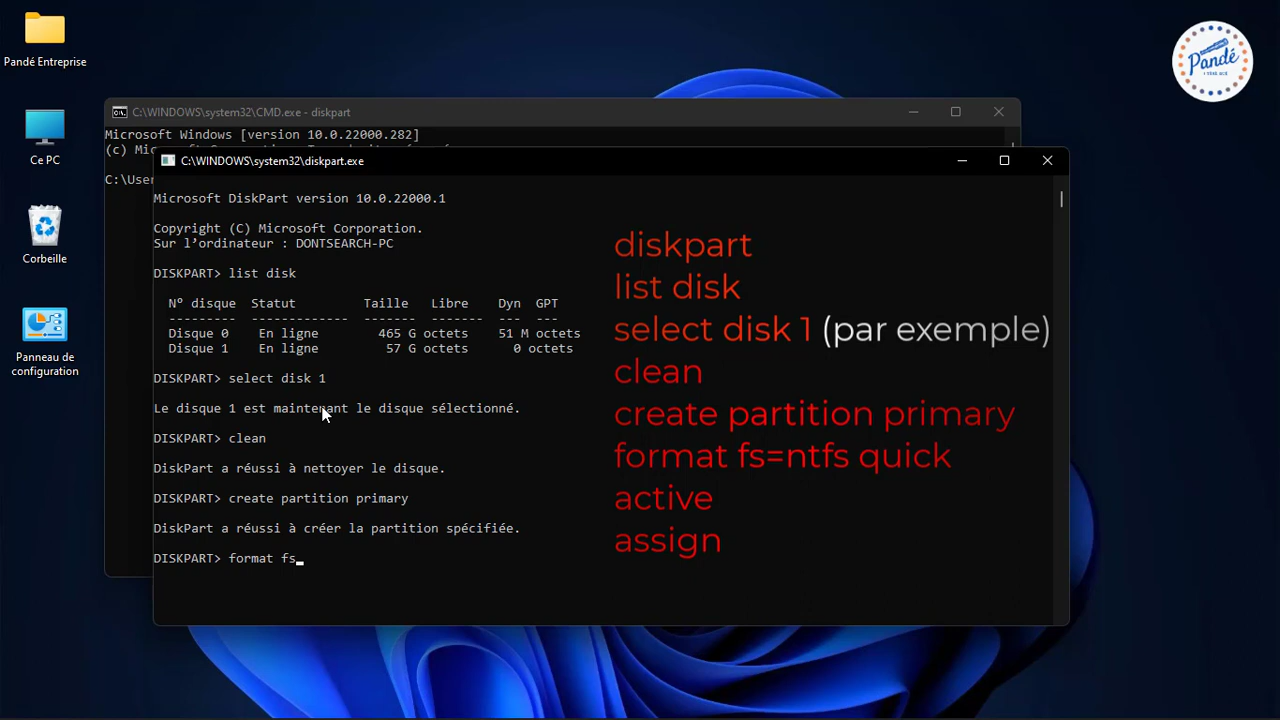 Pandé Entreprise
Ce PC
Corbeille
Panneau de
configuration
Pandé
C:\WINDOWS\system32\CMD.exe - diskpart
Microsoft Windows [version 10.0.22000.282]
(c) Mic
C:\User
C:\WINDOWS\system32\diskpart.exe
Microsoft DiskPart version 10.0.22000.1
Copyright (C) Microsoft Corporation.
Sur l’ordinateur : DONTSEARCH-PC
DISKPART> list disk
N° disque Statut Taille Libre Dyn GPT
--------- ------------- ------- ------- --- ---
Disque 0 En ligne 465 G octets 51 M octets
Disque 1 En ligne 57 G octets 0 octets
DISKPART> select disk 1
Le disque 1 est maintenant le disque sélectionné.
DISKPART> clean
DiskPart a réussi à nettoyer le disque.
DISKPART> create partition primary
DiskPart a réussi à créer la partition spécifiée.
DISKPART> format fs_
diskpart
list disk
select disk 1 (par exemple)
clean
create partition primary
format fs=ntfs quick
active
assign